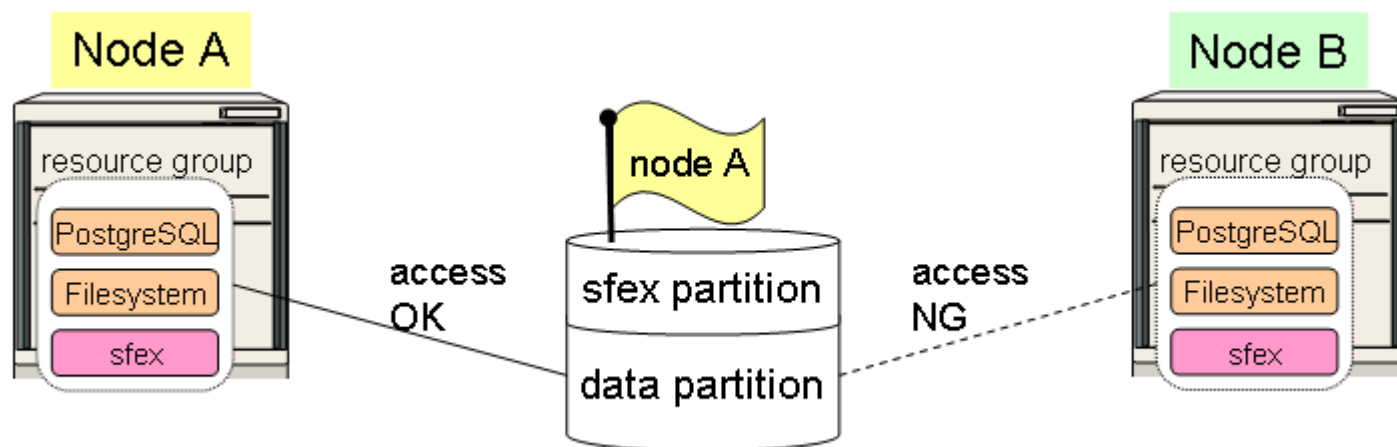 Node A
Node B
node A
resource group
PostgreSQL
Filesystem
sfex
access
OK
sfex partition
data partition
access
NG
resource group
PostgreSQL
Filesystem
sfex